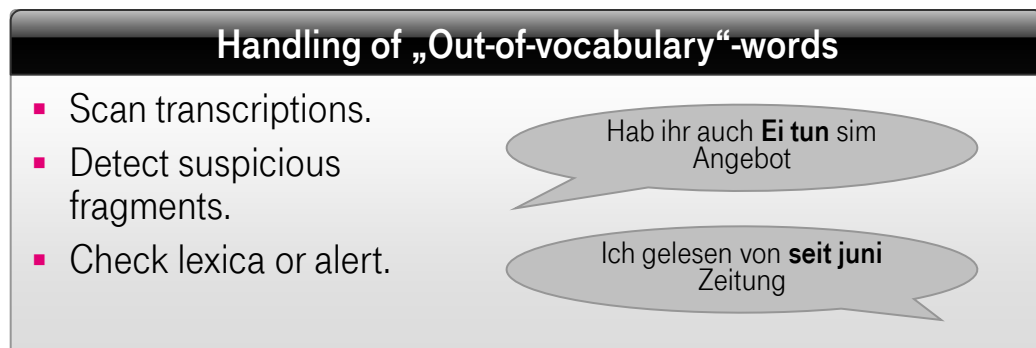 Handling of „Out-of-vocabulary“-words
Scan transcriptions.
Detect suspicious
fragments.
Check lexica or alert.
Hab ihr auch Ei tun sim
Angebot
Ich gelesen von seit juni
Zeitung